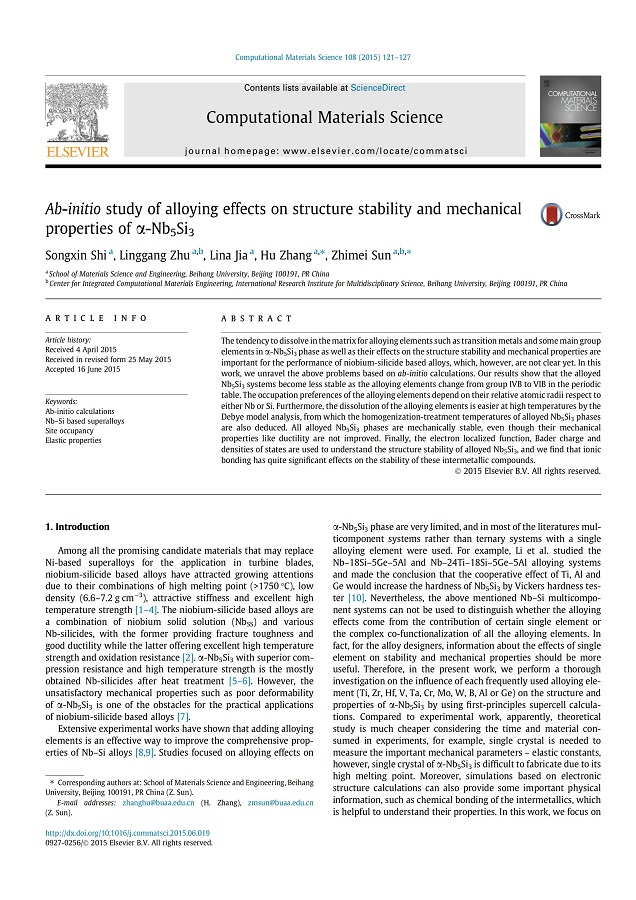 Computational Materials Science 108 (2015) 121–127
Contents lists available at ScienceDirect
Computational Materials Science
journal homepage: www.elsevier.com/locate/commatsci
ELSEVIER
COMPUTATIONAL
MATERIALS
SCIENCE
Ab-initio study of alloying effects on structure stability and mechanical
properties of α-Nb₅Si₃
CrossMark
Songxin Shi ᵃ, Linggang Zhu ᵃ,ᵇ, Lina Jia ᵃ, Hu Zhang ᵃ,*, Zhimei Sun ᵃ,ᵇ,*
ᵃ School of Materials Science and Engineering, Beihang University, Beijing 100191, PR China
ᵇ Center for Integrated Computational Materials Engineering, International Research Institute for Multidisciplinary Science, Beihang University, Beijing 100191, PR China
ARTICLE INFO
Article history:
Received 4 April 2015
Received in revised form 25 May 2015
Accepted 16 June 2015
Keywords:
Ab-initio calculations
Nb–Si based superalloys
Site occupancy
Elastic properties
ABSTRACT
The tendency to dissolve in the matrix for alloying elements such as transition metals and some main group
elements in α-Nb₅Si₃ phase as well as their effects on the structure stability and mechanical properties are
important for the performance of niobium-silicide based alloys, which, however, are not clear yet. In this
work, we unravel the above problems based on ab-initio calculations. Our results show that the alloyed
Nb₅Si₃ systems become less stable as the alloying elements change from group IVB to VIB in the periodic
table. The occupation preferences of the alloying elements depend on their relative atomic radii respect to
either Nb or Si. Furthermore, the dissolution of the alloying elements is easier at high temperatures by the
Debye model analysis, from which the homogenization-treatment temperatures of alloyed Nb₅Si₃ phases
are also deduced. All alloyed Nb₅Si₃ phases are mechanically stable, even though their mechanical
properties like ductility are not improved. Finally, the electron localized function, Bader charge and
densities of states are used to understand the structure stability of alloyed Nb₅Si₃, and we find that ionic
bonding has quite significant effects on the stability of these intermetallic compounds.
© 2015 Elsevier B.V. All rights reserved.
1. Introduction
Among all the promising candidate materials that may replace
Ni-based superalloys for the application in turbine blades,
niobium-silicide based alloys have attracted growing attentions
due to their combinations of high melting point (>1750 °C), low
density (6.6–7.2 g cm⁻³), attractive stiffness and excellent high
temperature strength [1–4]. The niobium-silicide based alloys are
a combination of niobium solid solution (Nbₛₛ) and various
Nb-silicides, with the former providing fracture toughness and
good ductility while the latter offering excellent high temperature
strength and oxidation resistance [2]. α-Nb₅Si₃ with superior com-
pression resistance and high temperature strength is the mostly
obtained Nb-silicides after heat treatment [5–6]. However, the
unsatisfactory mechanical properties such as poor deformability
of α-Nb₅Si₃ is one of the obstacles for the practical applications
of niobium-silicide based alloys [7].
Extensive experimental works have shown that adding alloying
elements is an effective way to improve the comprehensive prop-
erties of Nb–Si alloys [8,9]. Studies focused on alloying effects on
* Corresponding authors at: School of Materials Science and Engineering, Beihang
University, Beijing 100191, PR China (Z. Sun).
E-mail addresses: zhanghu@buaa.edu.cn (H. Zhang), zmsun@buaa.edu.cn
(Z. Sun).
http://dx.doi.org/10.1016/j.commatsci.2015.06.019
0927-0256/© 2015 Elsevier B.V. All rights reserved.
α-Nb₅Si₃ phase are very limited, and in most of the literatures mul-
ticomponent systems rather than ternary systems with a single
alloying element were used. For example, Li et al. studied the
Nb–18Si–5Ge–5Al and Nb–24Ti–18Si–5Ge–5Al alloying systems
and made the conclusion that the cooperative effect of Ti, Al and
Ge would increase the hardness of Nb₅Si₃ by Vickers hardness tes-
ter [10]. Nevertheless, the above mentioned Nb–Si multicompo-
nent systems can not be used to distinguish whether the alloying
effects come from the contribution of certain single element or
the complex co-functionalization of all the alloying elements. In
fact, for the alloy designers, information about the effects of single
element on stability and mechanical properties should be more
useful. Therefore, in the present work, we perform a thorough
investigation on the influence of each frequently used alloying ele-
ment (Ti, Zr, Hf, V, Ta, Cr, Mo, W, B, Al or Ge) on the structure and
properties of α-Nb₅Si₃ by using first-principles supercell calcula-
tions. Compared to experimental work, apparently, theoretical
study is much cheaper considering the time and material con-
sumed in experiments, for example, single crystal is needed to
measure the important mechanical parameters – elastic constants,
however, single crystal of α-Nb₅Si₃ is difficult to fabricate due to its
high melting point. Moreover, simulations based on electronic
structure calculations can also provide some important physical
information, such as chemical bonding of the intermetallics, which
is helpful to understand their properties. In this work, we focus on